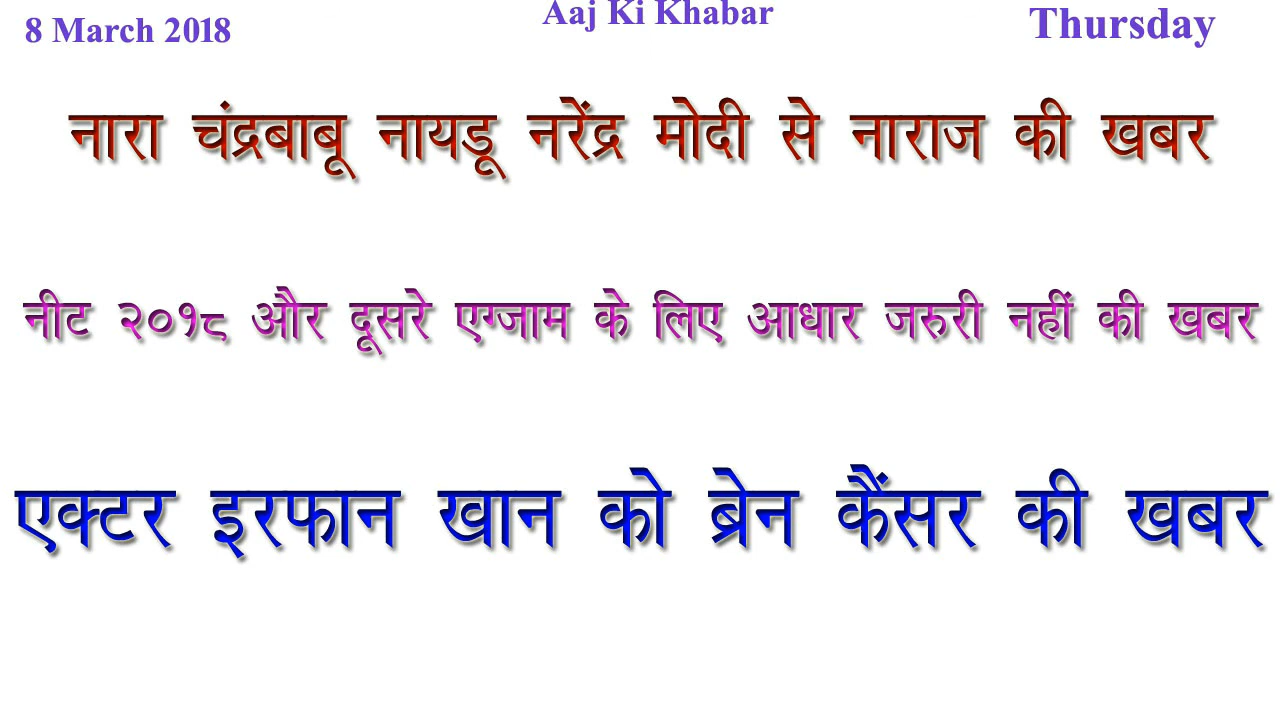 8 March 2018 Aaj Ki Khabar Thursday
नारा चंद्रबाबू नायडू नरेंद्र मोदी से नाराज की खबर
नीट २०१८ और दूसरे एग्जाम के लिए आधार जरुरी नहीं की खबर
एक्टर इरफान खान को ब्रेन कैंसर की खबर